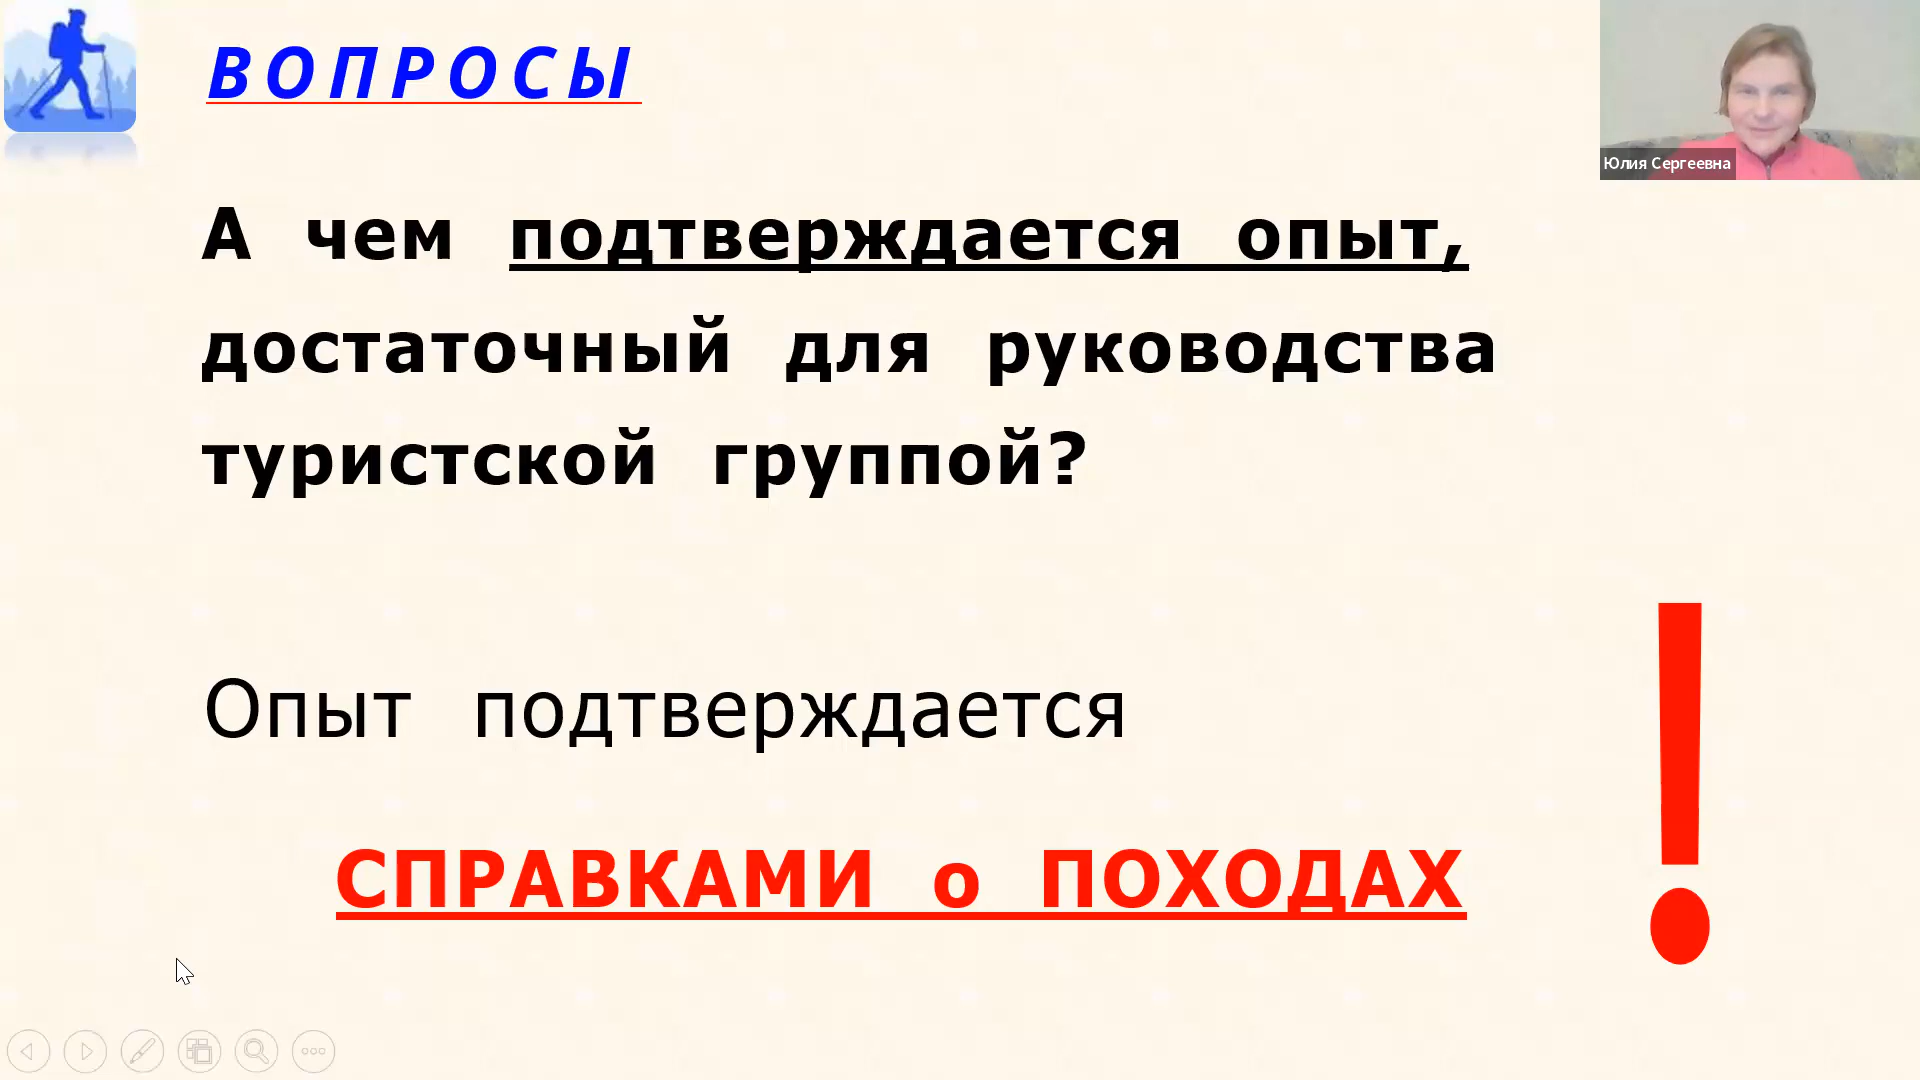 ВОПРОСЫ
Юлия Сергеевна
А чем подтверждается опыт,
достаточный для руководства
туристской группой?
Опыт подтверждается
СПРАВКАМИ о ПОХОДАХ
!